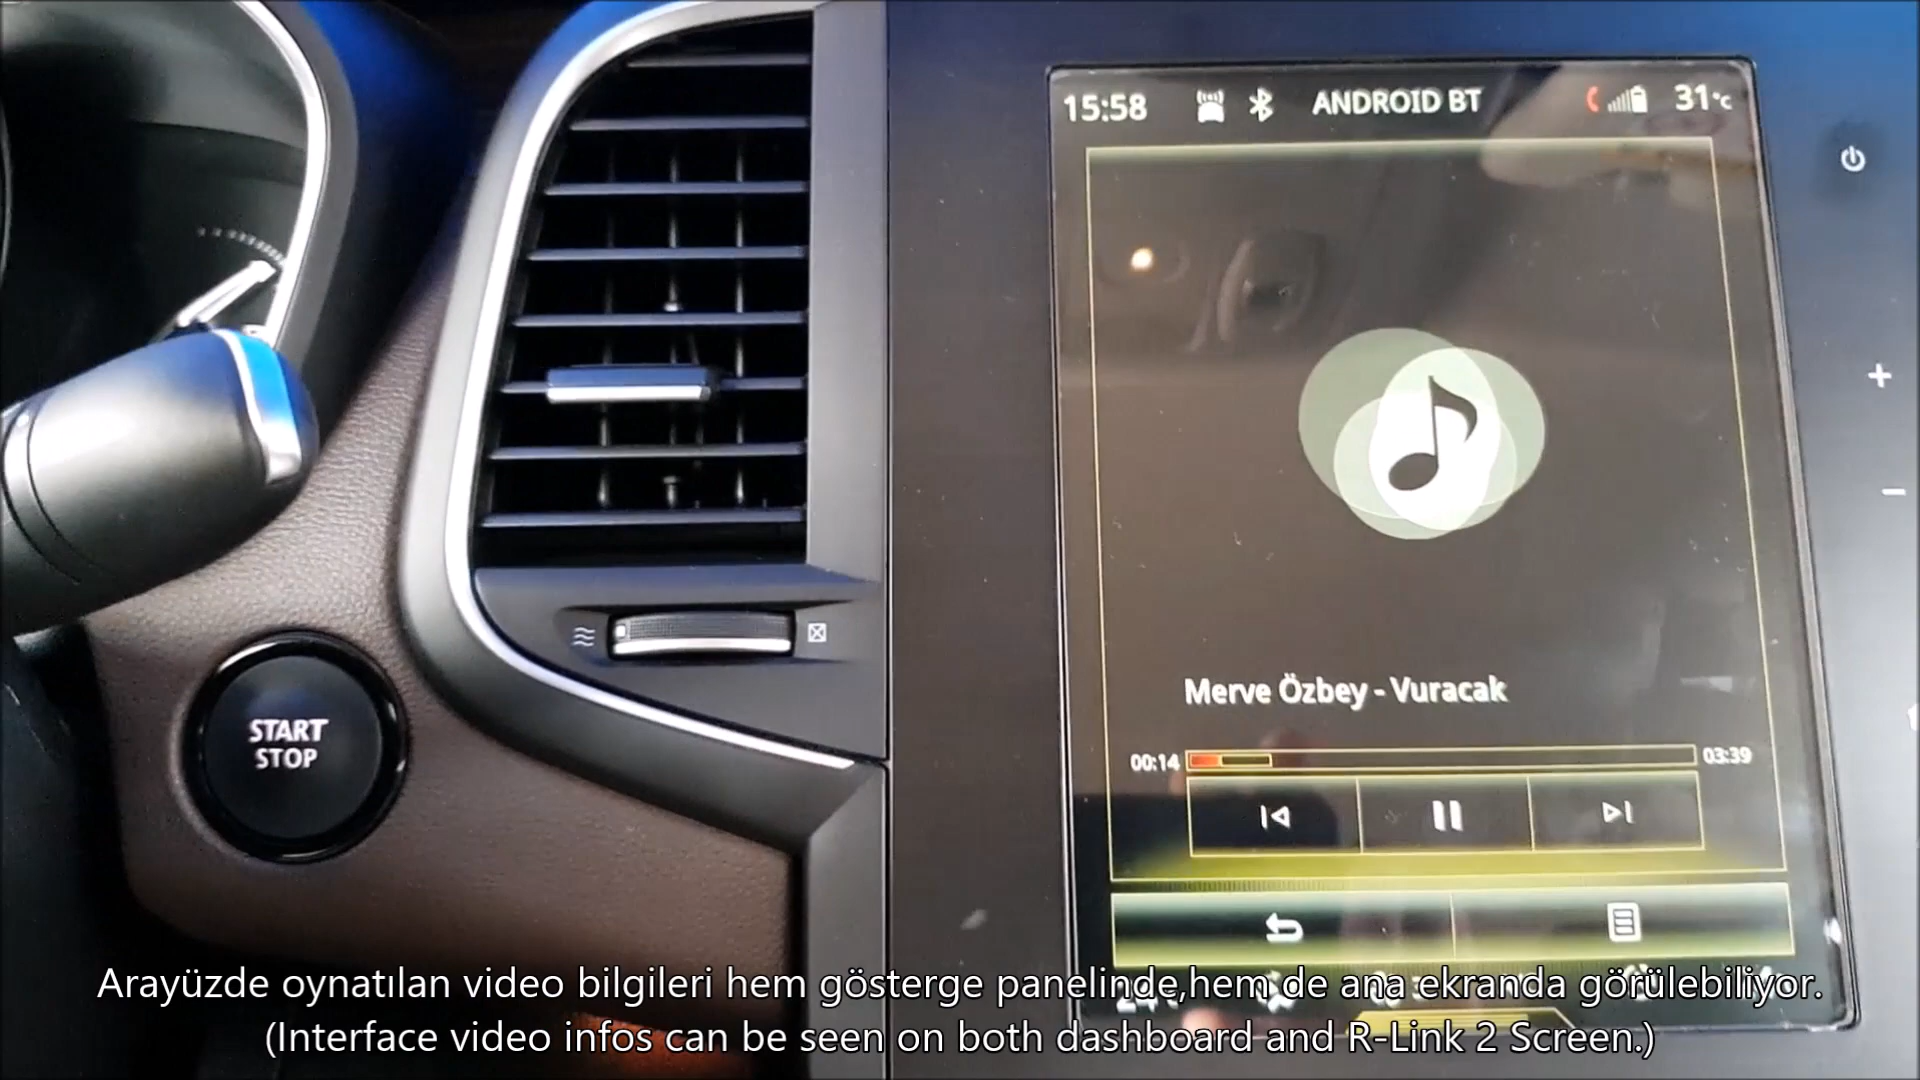 15:58 ANDROID BT 31°c
Merve Özbey - Vuracak
00:14 03:39
START
STOP
Arayüzde oynatılan video bilgileri hem gösterge panelinde,hem de ana ekranda görülebiliyor.
(Interface video infos can be seen on both dashboard and R-Link 2 Screen.)